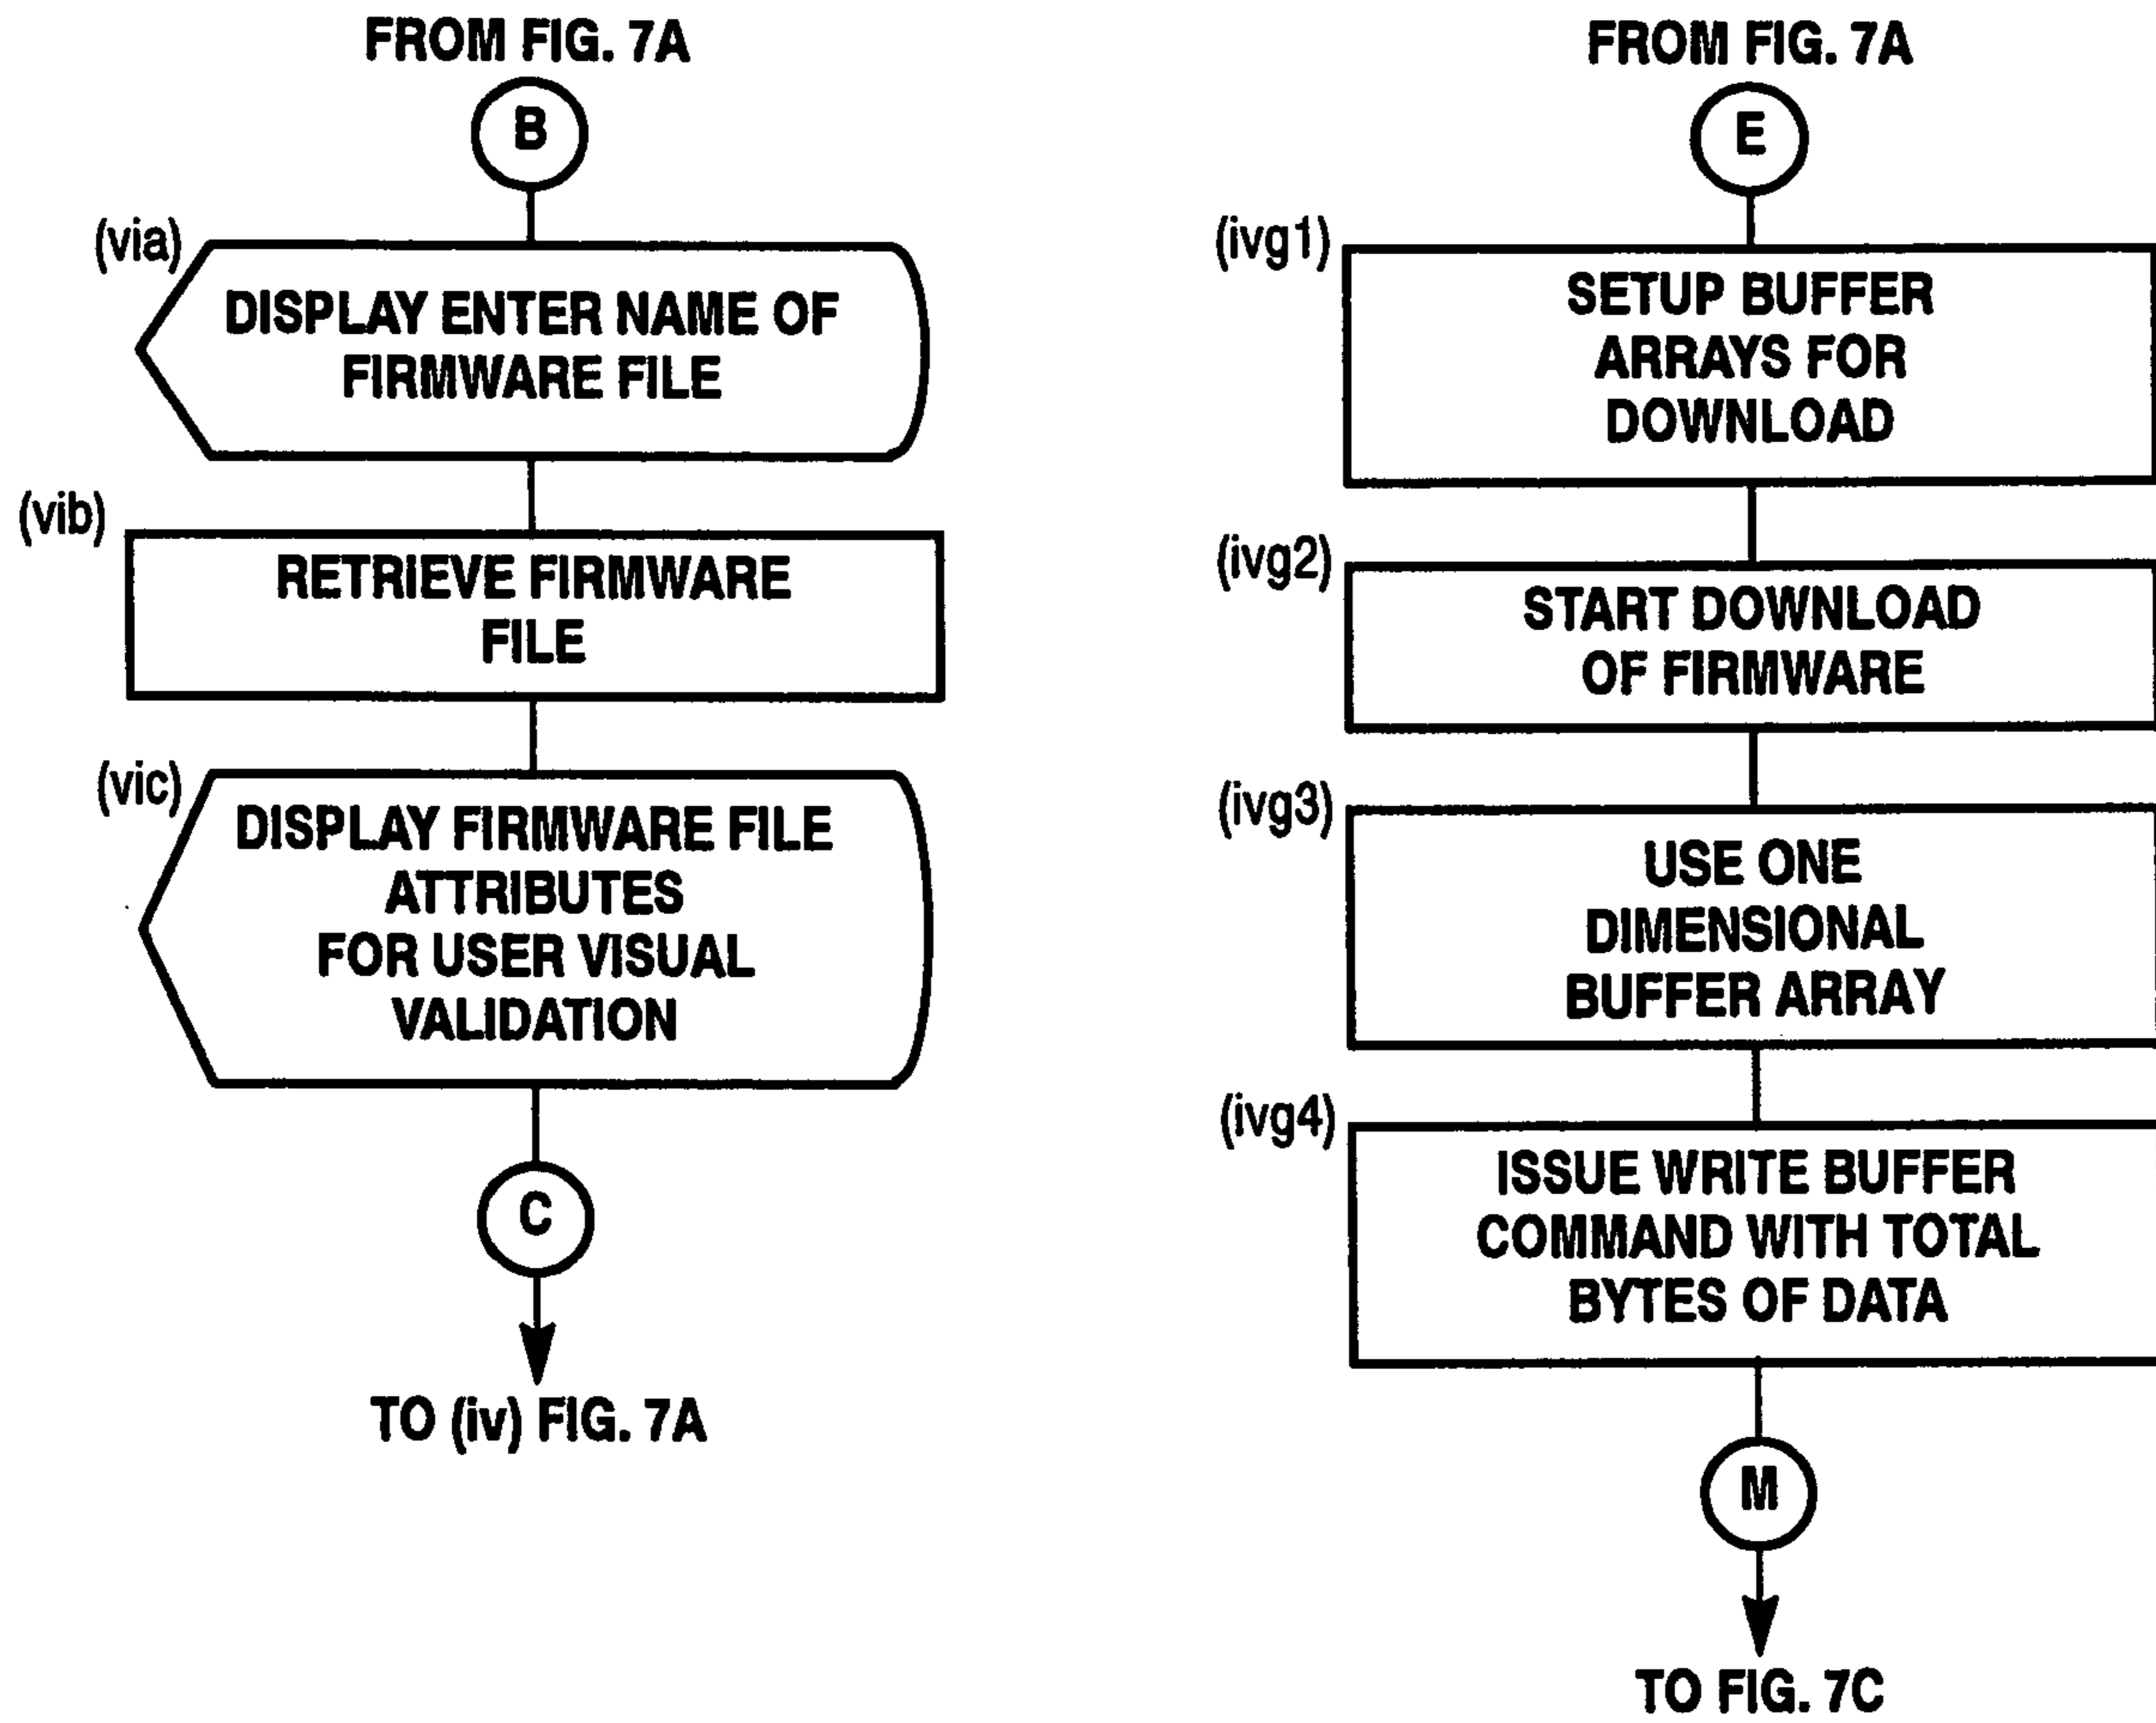 FROM FIG. 7A
B
(via)
DISPLAY ENTER NAME OF
FIRMWARE FILE
(vib)
RETRIEVE FIRMWARE
FILE
(vic)
DISPLAY FIRMWARE FILE
ATTRIBUTES
FOR USER VISUAL
VALIDATION
C
TO (iv) FIG. 7A
FROM FIG. 7A
E
(ivg1)
SETUP BUFFER
ARRAYS FOR
DOWNLOAD
(ivg2)
START DOWNLOAD
OF FIRMWARE
(ivg3)
USE ONE
DIMENSIONAL
BUFFER ARRAY
(ivg4)
ISSUE WRITE BUFFER
COMMAND WITH TOTAL
BYTES OF DATA
M
TO FIG. 7C